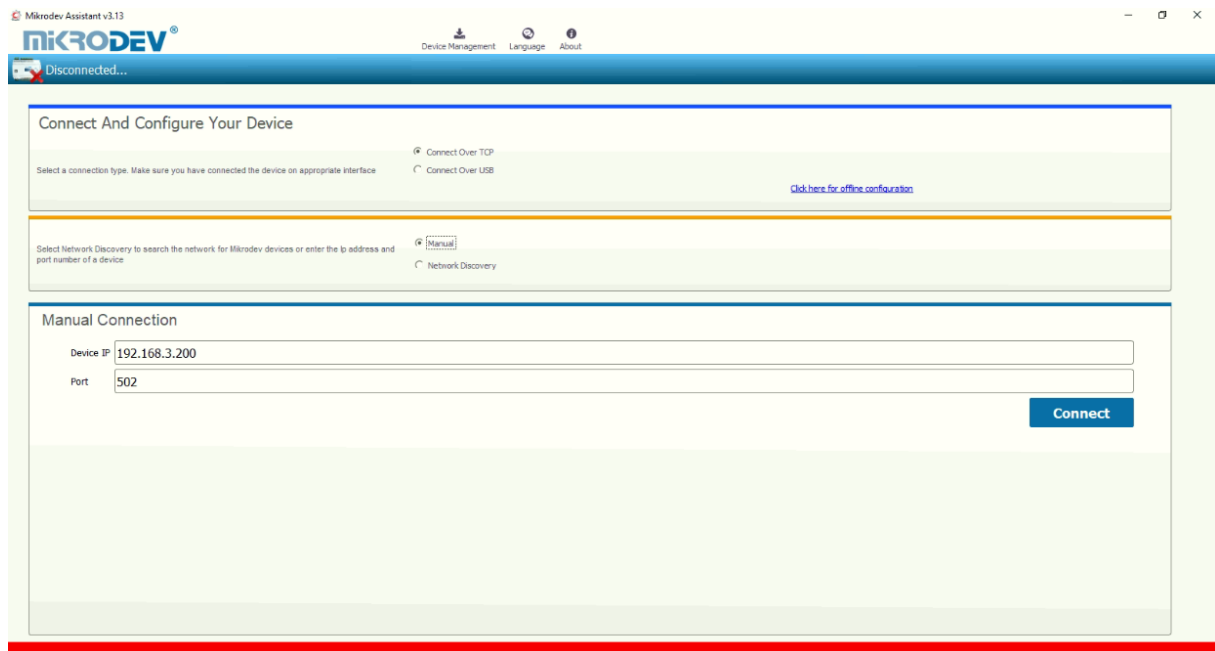 Mikrodev Assistant v3.13
MiKRODEV®
Device Management Language About
Disconnected...
Connect And Configure Your Device
Connect Over TCP
Select a connection type. Make sure you have connected the device on appropriate interface
Connect Over USB
Click here for offline configuration
Manual
Select Network Discovery to search the network for Mikrodev devices or enter the Ip address and
port number of a device
Network Discovery
Manual Connection
Device IP 192.168.3.200
Port 502
Connect